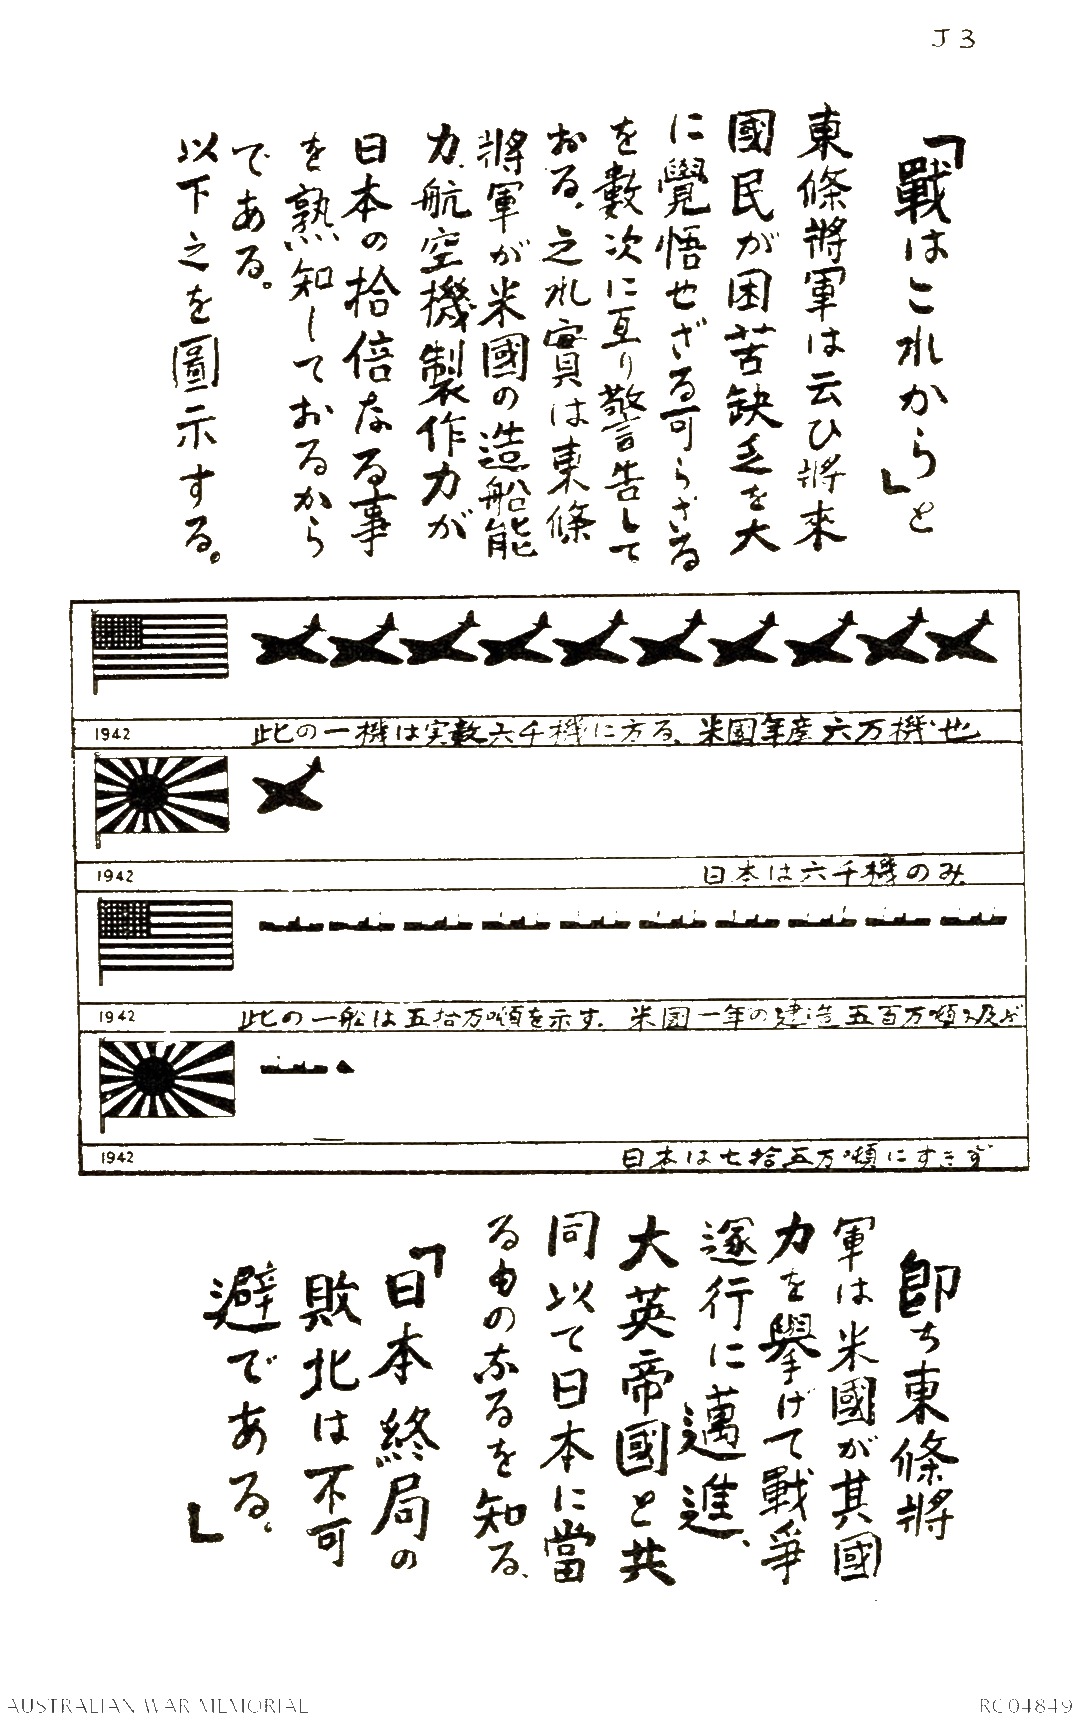 J3
「戰はこれからと」
東條將軍は云ひ將來
國民が困苦缺乏を大
に覺悟せざる可らざる
を數次に亙り警告して
おる。之れ實は東條
將軍が米國の造船能
力、航空機製作力が
日本の拾倍なる事
を熟知しておるから
である。
以下之を圖示する。
1942 此の一機は実数六千機に方る、米国年産六万機也
1942 日本は六千機のみ
1942 此の一船は五拾万噸を示す。米國一年の建造五百万噸に及ぶ
1942 日本は七拾五万噸にすぎず
卽ち東條將
軍は米國が其國
力を擧げて戰爭
遂行に邁進、
大英帝國と共
同以て日本に當
る由のなるを知る、
「日本終局の
敗北は不可
避である。」
AUSTRALIAN WAR MEMORIAL
RC04849